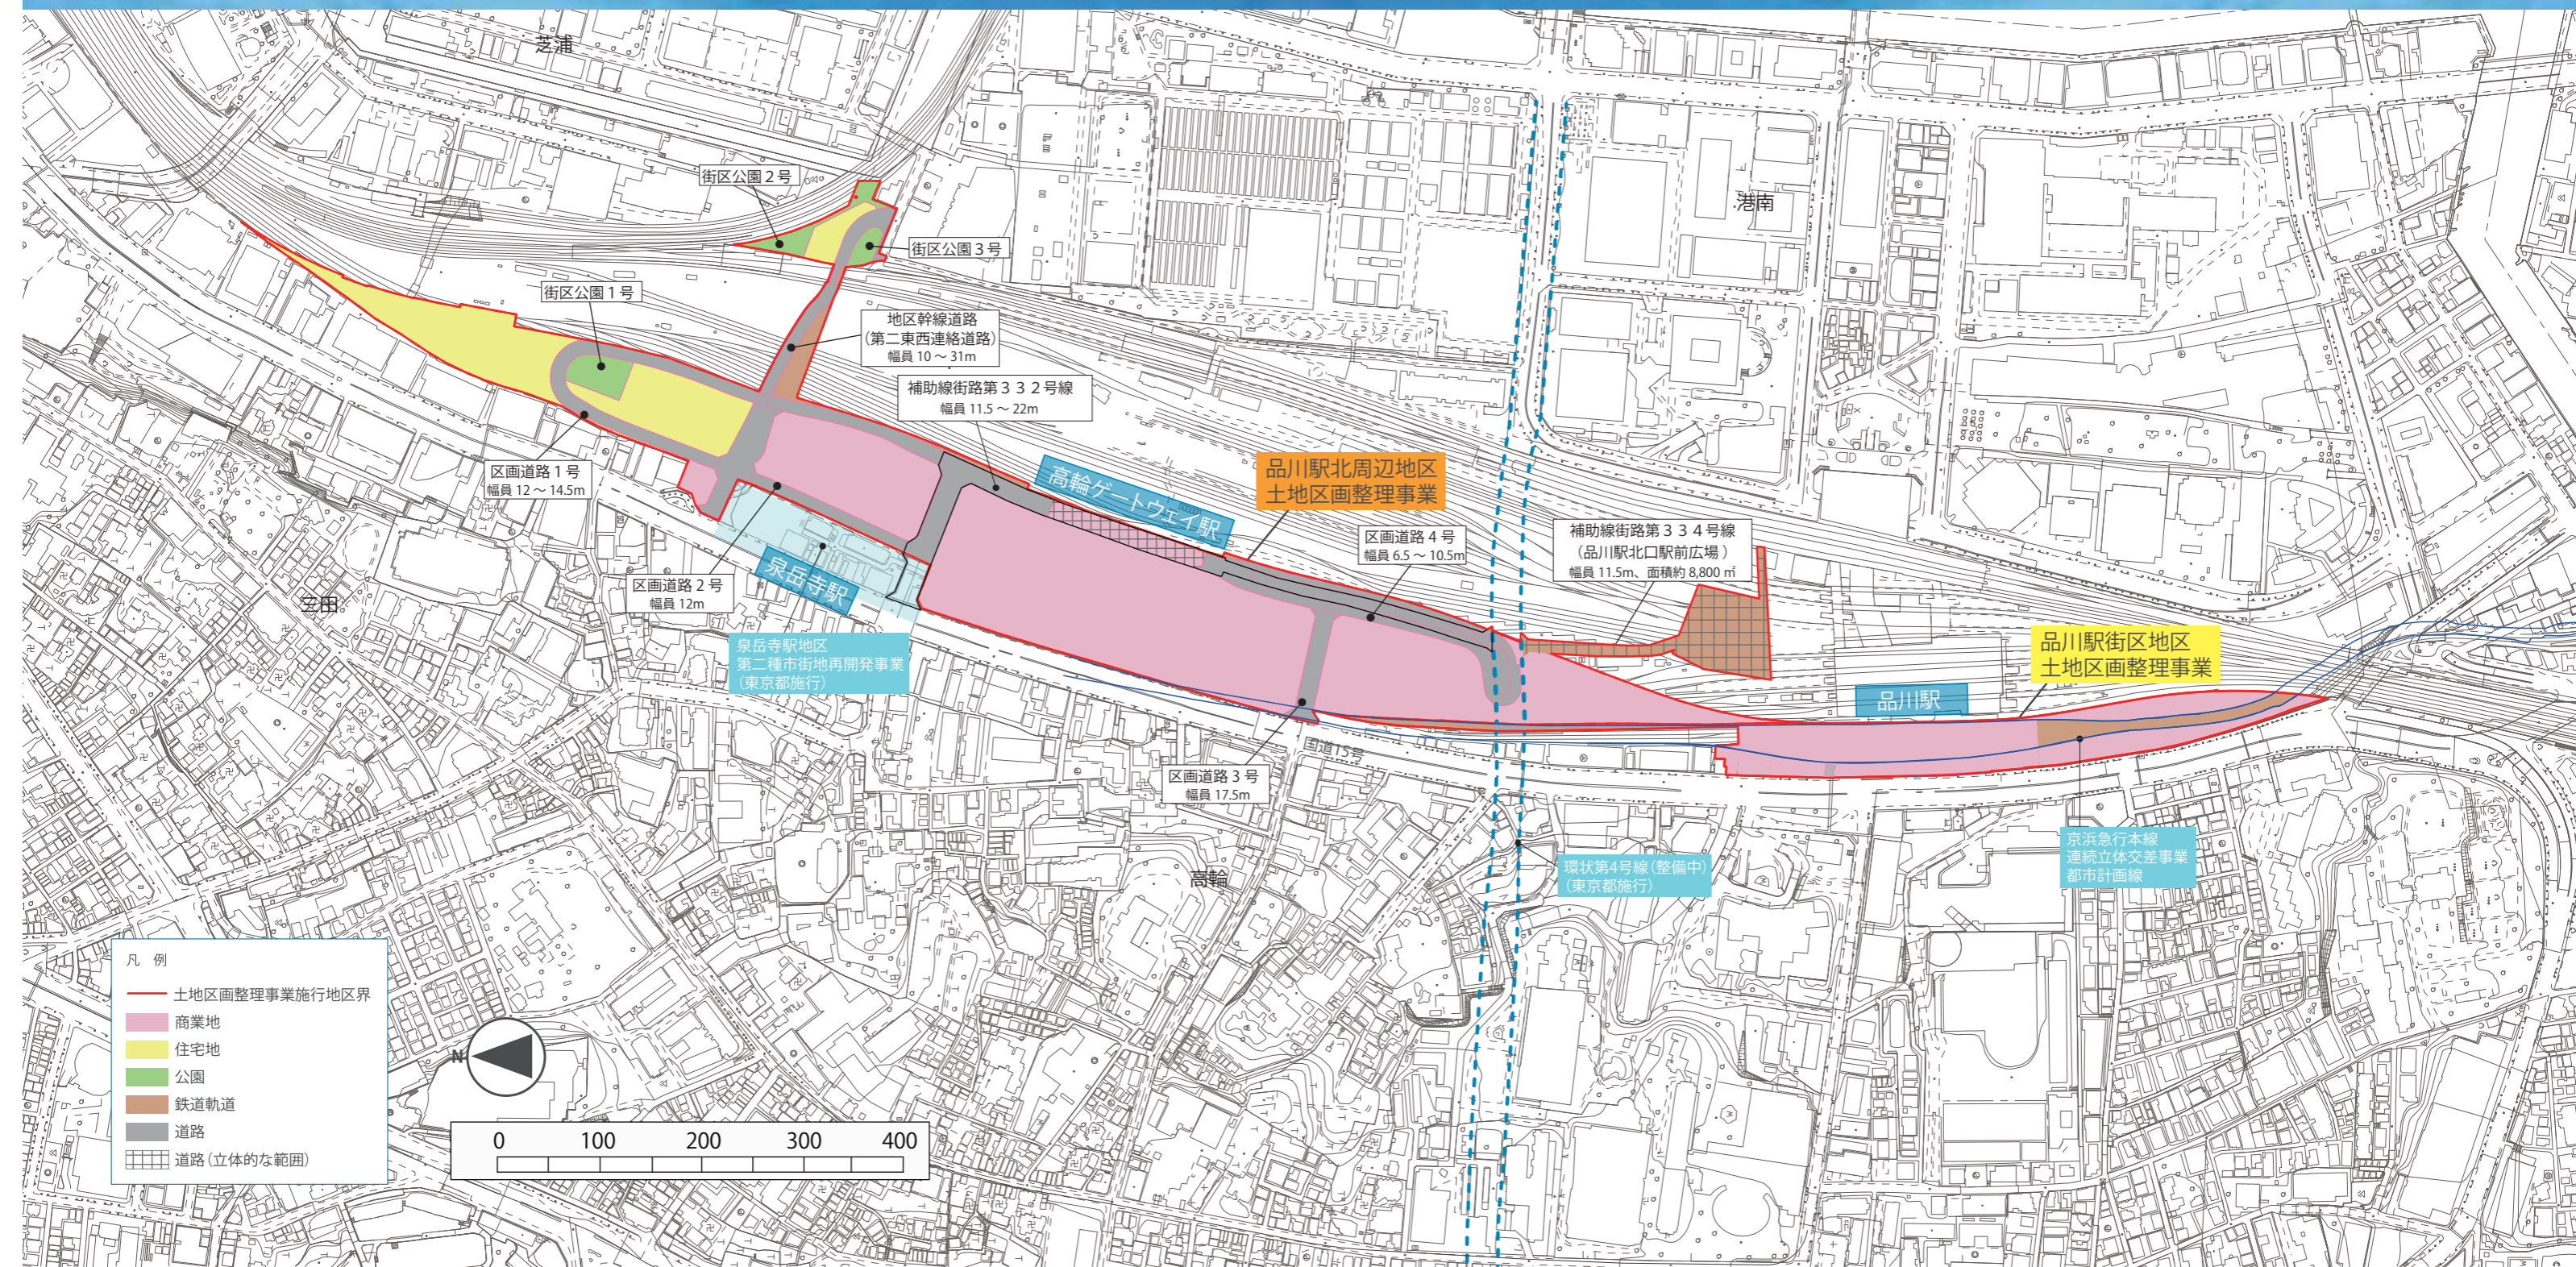 芝浦
街区公園２号
港南
街区公園３号
街区公園１号
地区幹線道路
(第二東西連絡道路)
幅員 10 ～ 31m
補助線街路第３３２号線
幅員 11.5 ～ 22m
区画道路１号
幅員 12 ～ 14.5m
高輪ゲートウェイ駅
品川駅北周辺地区
土地区画整理事業
区画道路４号
幅員 6.5 ～ 10.5m
補助線街路第３３４号線
（品川駅北口駅前広場）
幅員 11.5m、面積約 8,800 ㎡
区画道路２号
幅員 12m
泉岳寺駅
三田
泉岳寺駅地区
第二種市街地再開発事業
(東京都施行)
品川駅街区地区
土地区画整理事業
品川駅
国道15号
区画道路３号
幅員 17.5m
高輪
環状第4号線(整備中)
(東京都施行)
京浜急行本線
連続立体交差事業
都市計画線
凡 例
土地区画整理事業施行地区界
商業地
住宅地
公園
鉄道軌道
道路
道路(立体的な範囲)
N
0 100 200 300 400